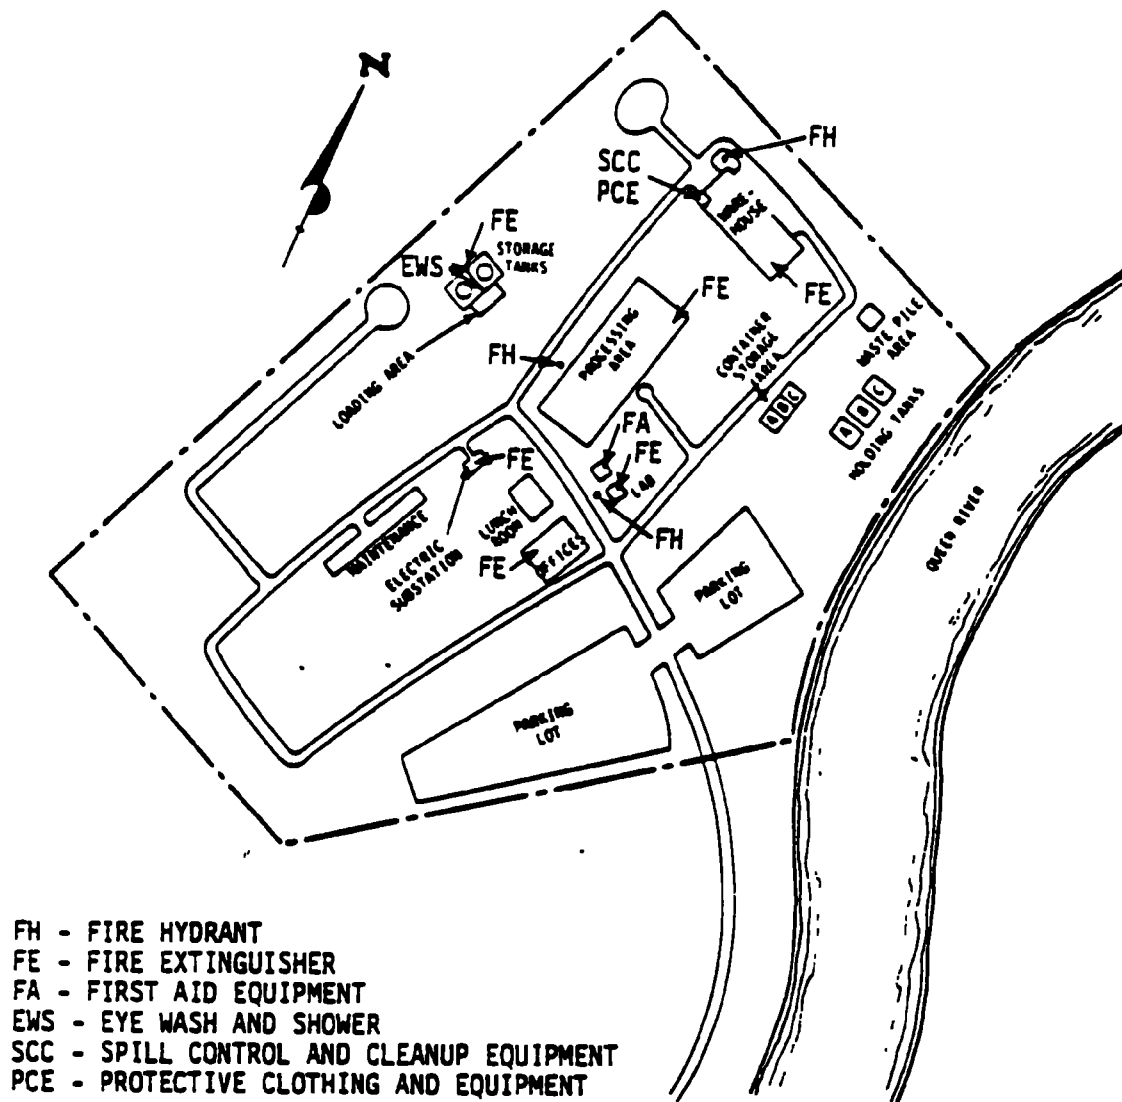 N
FH
SCC
PCE
WARE-
HOUSE
FE
STORAGE
TANKS
EWS
FE
FE
PROCESSING
AREA
CONTAINER
STORAGE
AREA
WASTE PILE
AREA
FH
LOADING AREA
A B C
A B C
HOLDING TANKS
FA
FE
LAB
FE
LUNCH
ROOM
MAINTENANCE
ELECTRIC
SUBSTATION
FE
OFFICES
FH
QUEEN RIVER
PARKING
LOT
PARKING
LOT
FH - FIRE HYDRANT
FE - FIRE EXTINGUISHER
FA - FIRST AID EQUIPMENT
EWS - EYE WASH AND SHOWER
SCC - SPILL CONTROL AND CLEANUP EQUIPMENT
PCE - PROTECTIVE CLOTHING AND EQUIPMENT